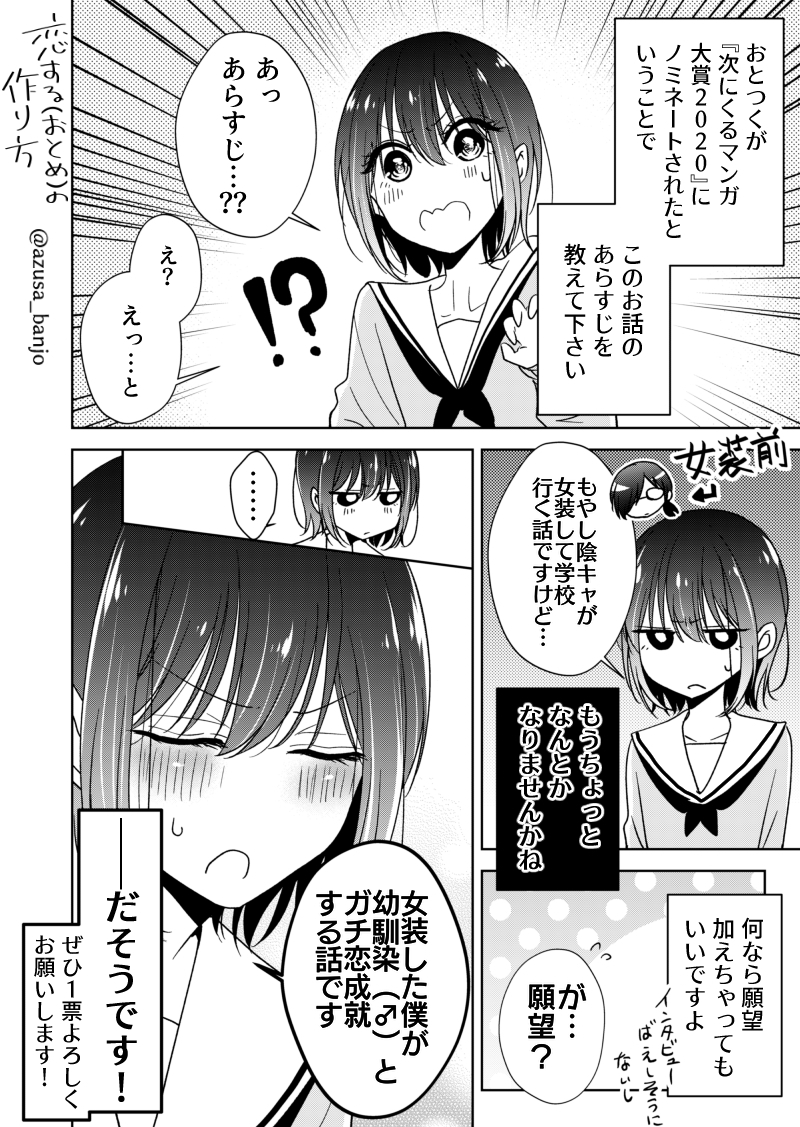 恋する(おとめ)の
作り方
@azusa_banjo
おとつくが
『次にくるマンガ
大賞2020』に
ノミネートされたと
いうことで
このお話の
あらすじを
教えて下さい
あっ
あらすじ…??
!?
え?
えっ…と
女装前
もやし陰キャが
女装して学校
行く話ですけど…
もうちょっと
なんとか
なりませんかね
何なら願望
加えちゃっても
いいですよ
インタビュー
ばえしそうに
ないし
が…
願望?
……
女装した僕が
幼馴染(♂)と
ガチ恋成就
する話です
──だそうです!
ぜひ1票よろしく
お願いします!